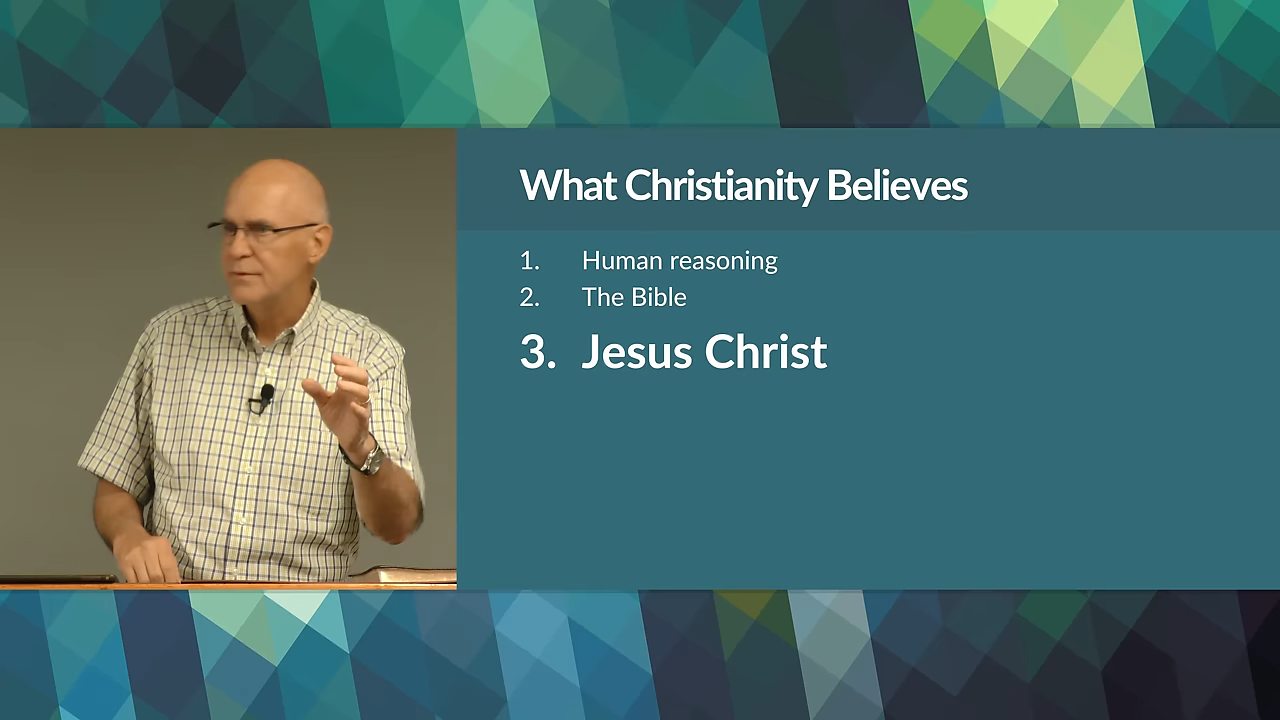 What Christianity Believes
1. Human reasoning
2. The Bible
3. Jesus Christ